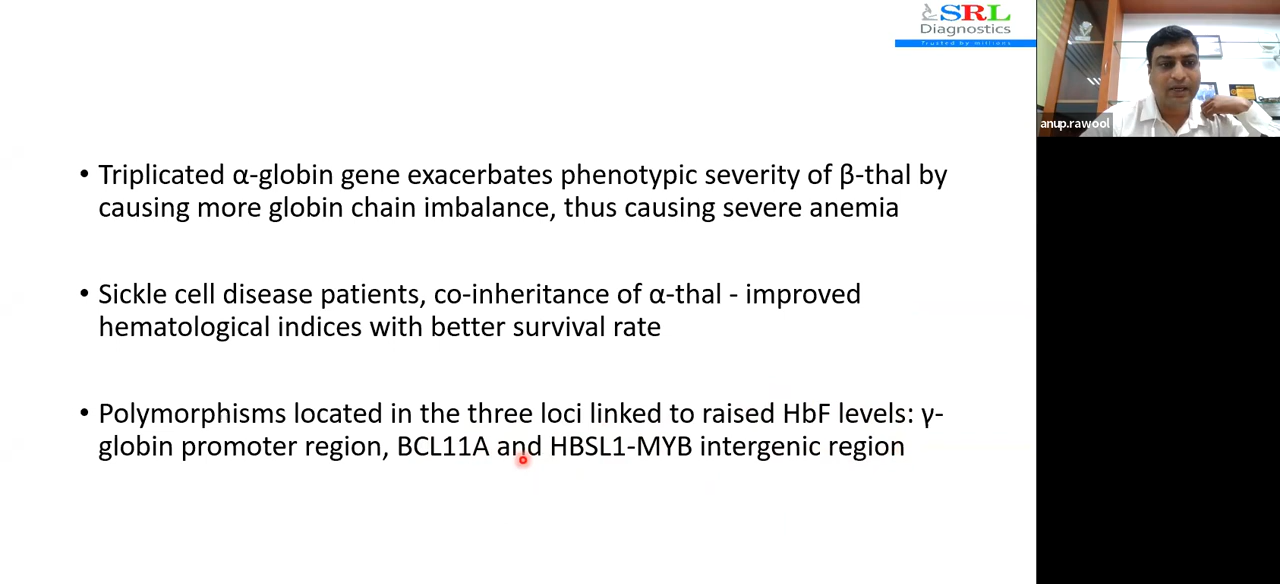 SRL
Diagnostics
Trusted by millions
anup.rawool
• Triplicated α-globin gene exacerbates phenotypic severity of β-thal by
causing more globin chain imbalance, thus causing severe anemia
• Sickle cell disease patients, co-inheritance of α-thal - improved
hematological indices with better survival rate
• Polymorphisms located in the three loci linked to raised HbF levels: γ-
globin promoter region, BCL11A and HBSL1-MYB intergenic region